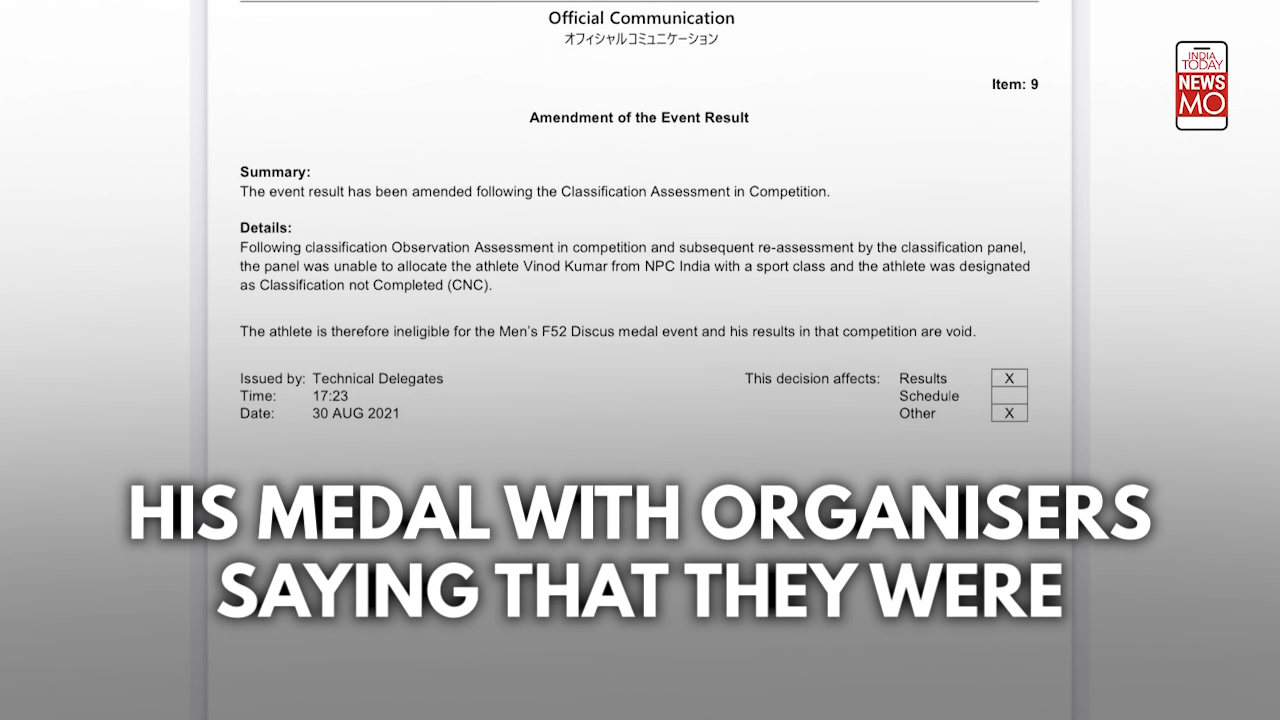 Official Communication
オフィシャルコミュニケーション
INDIA
TODAY
NEWS
MO
Item: 9
Amendment of the Event Result
Summary:
The event result has been amended following the Classification Assessment in Competition.
Details:
Following classification Observation Assessment in competition and subsequent re-assessment by the classification panel,
the panel was unable to allocate the athlete Vinod Kumar from NPC India with a sport class and the athlete was designated
as Classification not Completed (CNC).
The athlete is therefore ineligible for the Men's F52 Discus medal event and his results in that competition are void.
Issued by: Technical Delegates This decision affects: Results X
Time: 17:23 Schedule
Date: 30 AUG 2021 Other X
HIS MEDAL WITH ORGANISERS
SAYING THAT THEY WERE